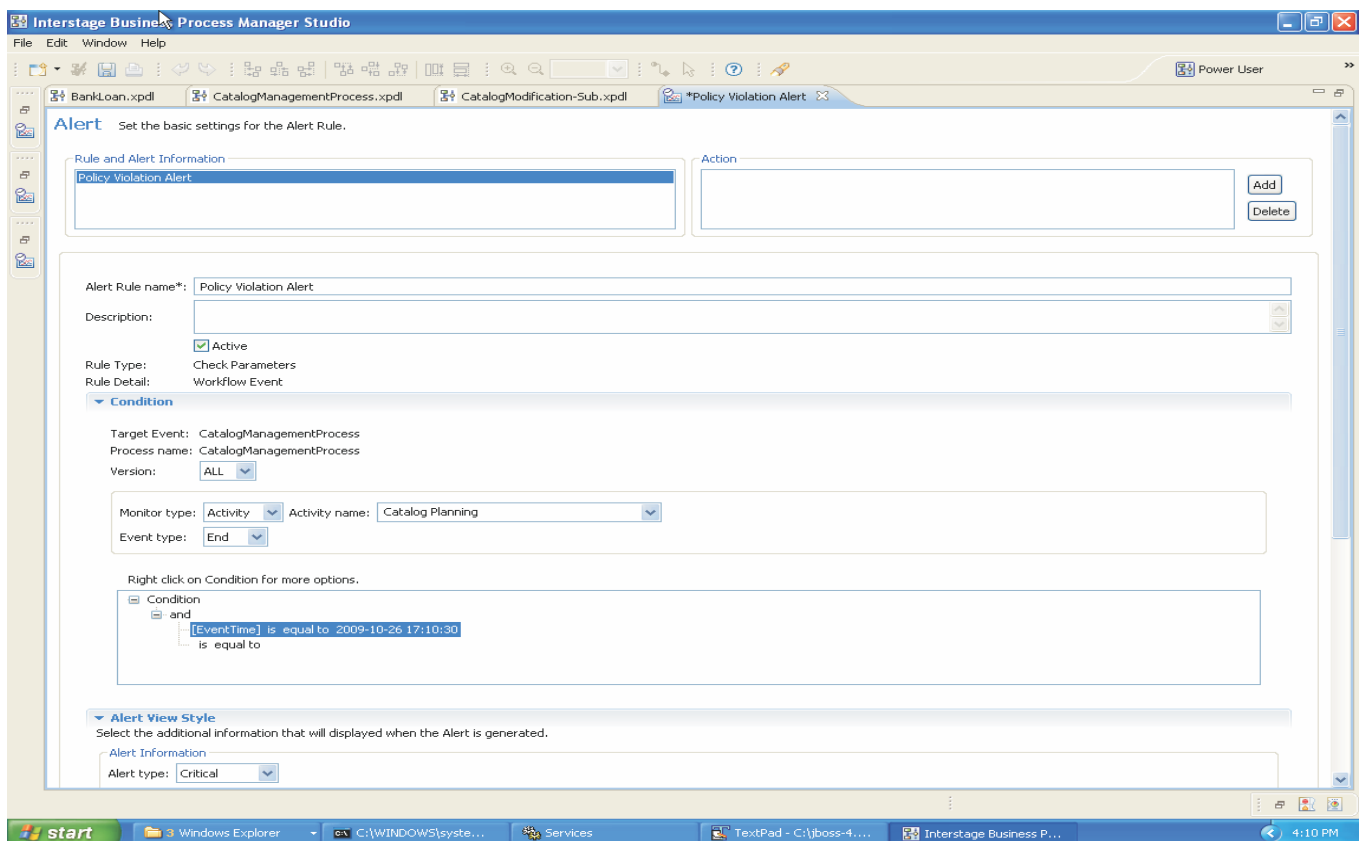 Interstage Business Process Manager Studio
File Edit Window Help
Power User
BankLoan.xpdl CatalogManagementProcess.xpdl CatalogModification-Sub.xpdl *Policy Violation Alert
Alert Set the basic settings for the Alert Rule.
Rule and Alert Information Action
Policy Violation Alert
Add
Delete
Alert Rule name*: Policy Violation Alert
Description:
Active
Rule Type: Check Parameters
Rule Detail: Workflow Event
Condition
Target Event: CatalogManagementProcess
Process name: CatalogManagementProcess
Version: ALL
Monitor type: Activity Activity name: Catalog Planning
Event type: End
Right click on Condition for more options.
Condition
and
[EventTime] is equal to 2009-10-26 17:10:30
is equal to
Alert View Style
Select the additional information that will displayed when the Alert is generated.
Alert Information
Alert type: Critical
start 3 Windows Explorer C:\WINDOWS\syste... Services TextPad - C:\jboss-4.... Interstage Business P... 4:10 PM